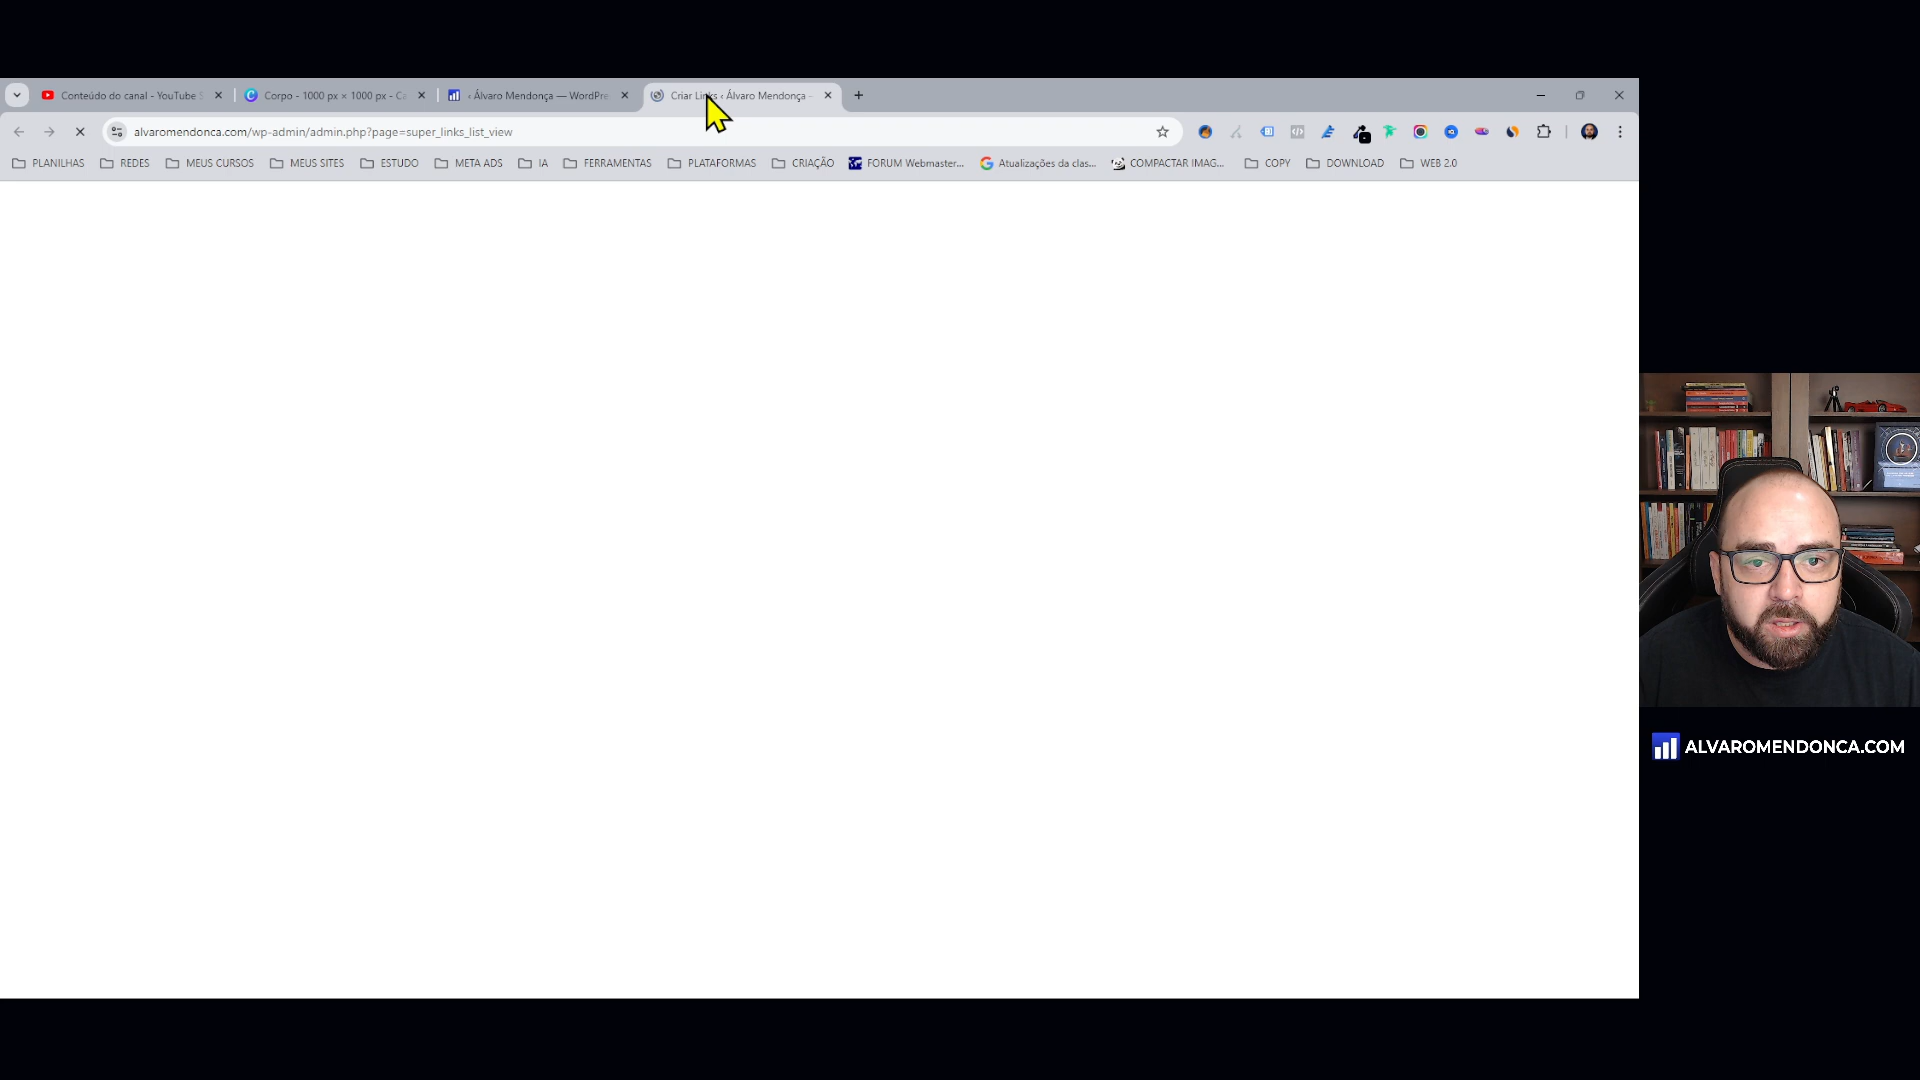 Conteúdo do canal - YouTube S
Corpo - 1000 px × 1000 px - Ca
‹ Álvaro Mendonça — WordPre
Criar Links ‹ Álvaro Mendonça -
alvaromendonca.com/wp-admin/admin.php?page=super_links_list_view
PLANILHAS
REDES
MEUS CURSOS
MEUS SITES
ESTUDO
META ADS
IA
FERRAMENTAS
PLATAFORMAS
CRIAÇÃO
FORUM Webmaster...
Atualizações da clas...
COMPACTAR IMAG...
COPY
DOWNLOAD
WEB 2.0
ALVAROMENDONCA.COM